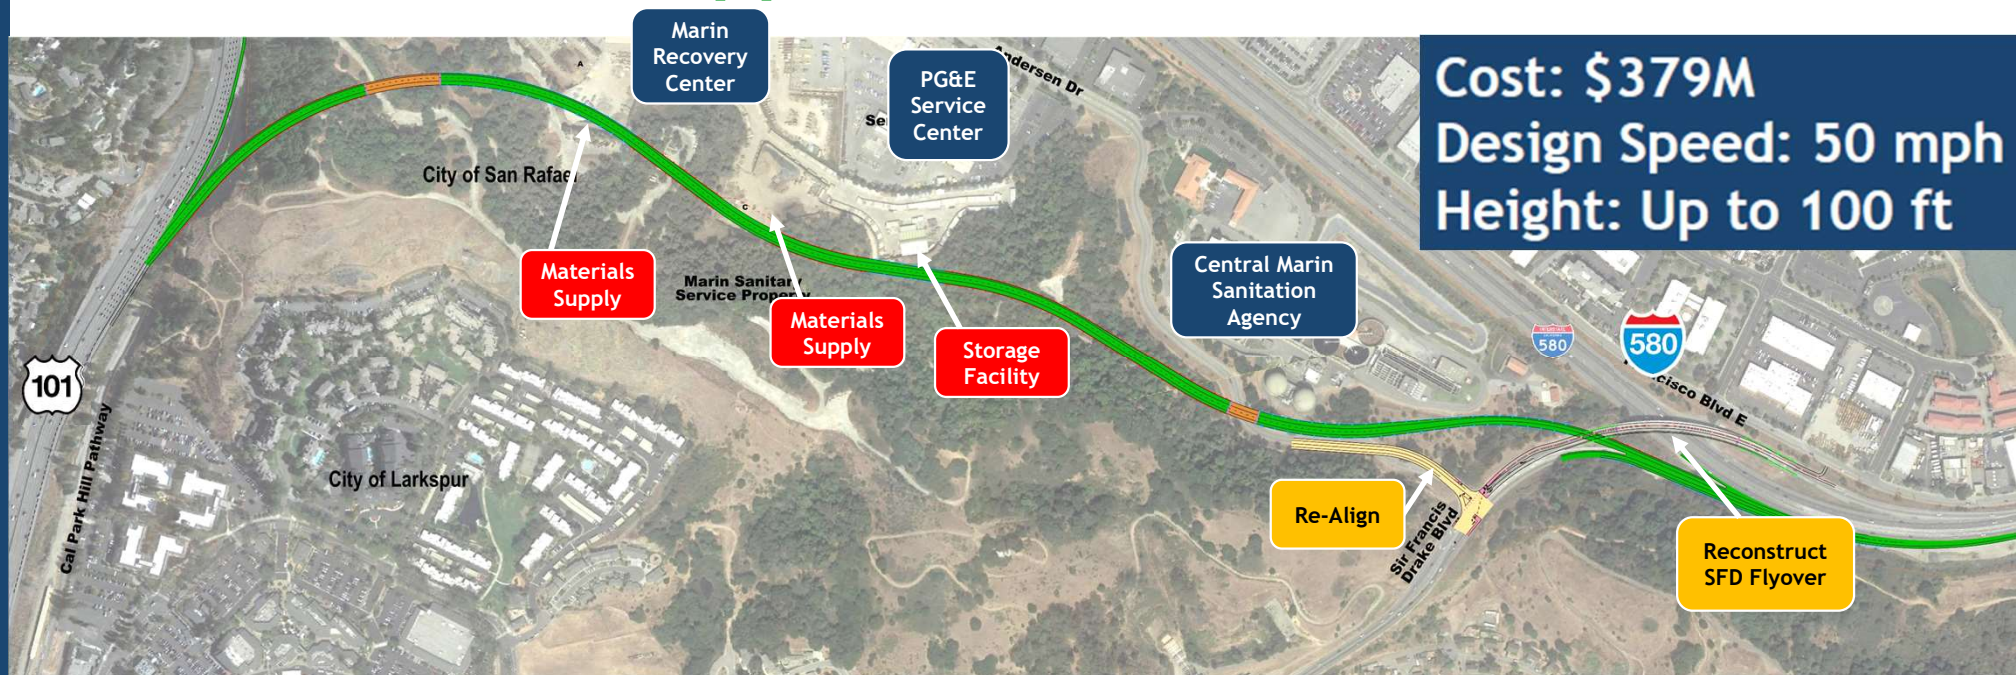 Marin
Recovery
Center
PG&E
Service
Center
Andersen Dr
Se
A
Cost: $379M
Design Speed: 50 mph
Height: Up to 100 ft
City of San Rafael
C
Materials
Supply
Marin Sanitary
Service Property
Materials
Supply
Storage
Facility
Central Marin
Sanitation
Agency
580
580
cisco Blvd E
101
Cal Park Hill Pathway
City of Larkspur
Re-Align
Sir Francis
Drake Blvd
Reconstruct
SFD Flyover